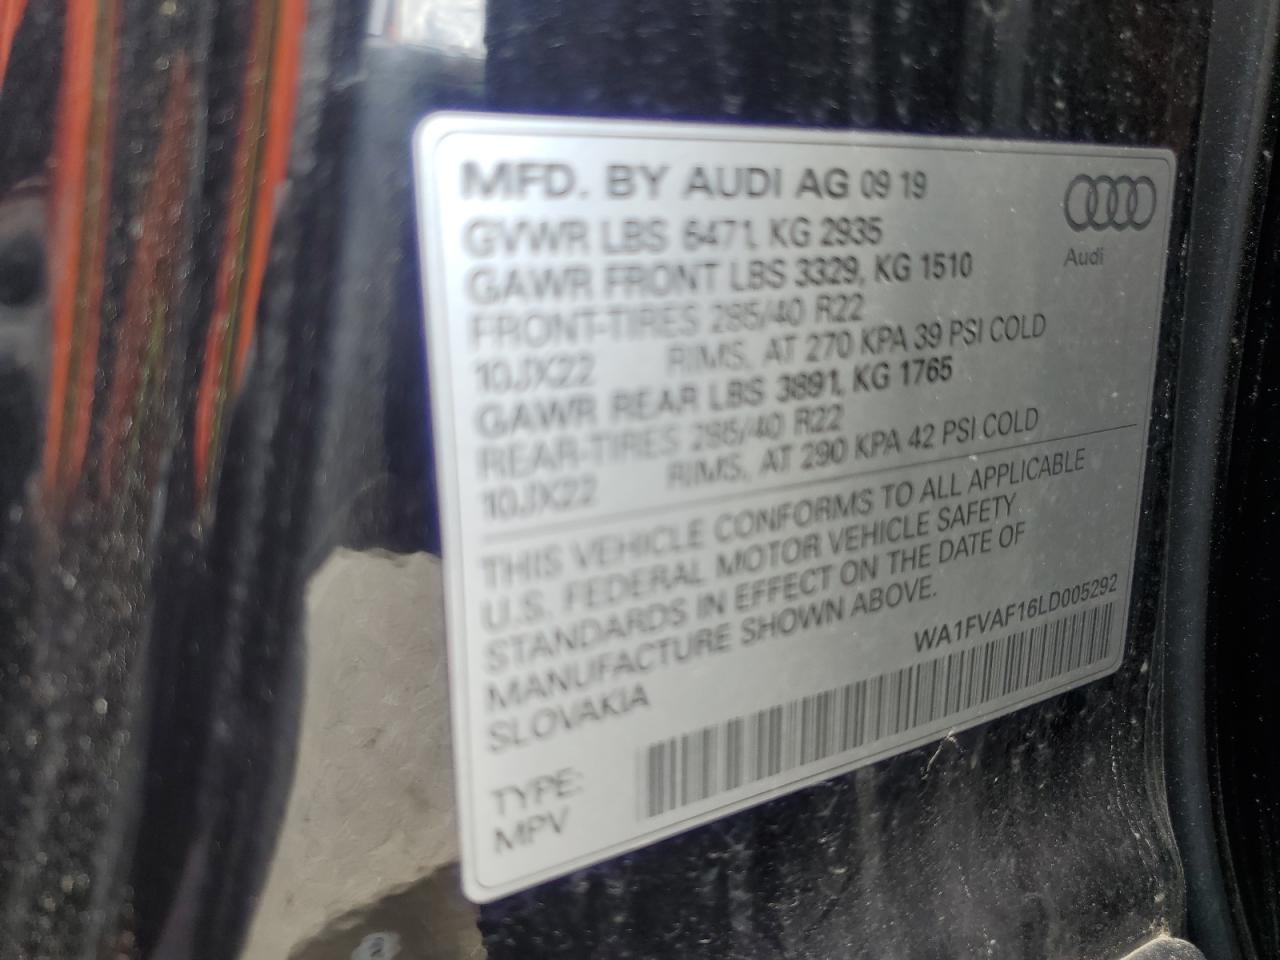 MFD. BY AUDI AG 09 19
GVWR LBS 6471, KG 2935
GAWR FRONT LBS 3329, KG 1510
FRONT-TIRES 285/40 R22
10JX22 RIMS, AT 270 KPA 39 PSI COLD
GAWR REAR LBS 3891, KG 1765
REAR-TIRES 285/40 R22
10JX22 RIMS, AT 290 KPA 42 PSI COLD
THIS VEHICLE CONFORMS TO ALL APPLICABLE
U.S. FEDERAL MOTOR VEHICLE SAFETY
STANDARDS IN EFFECT ON THE DATE OF
MANUFACTURE SHOWN ABOVE.
SLOVAKIA
WA1FVAF16LD005292
TYPE:
MPV
Audi